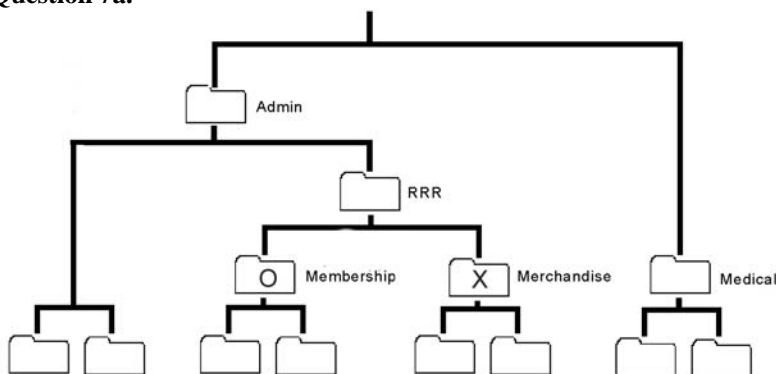 Question 7a.
Admin
RRR
O Membership
X Merchandise
Medical